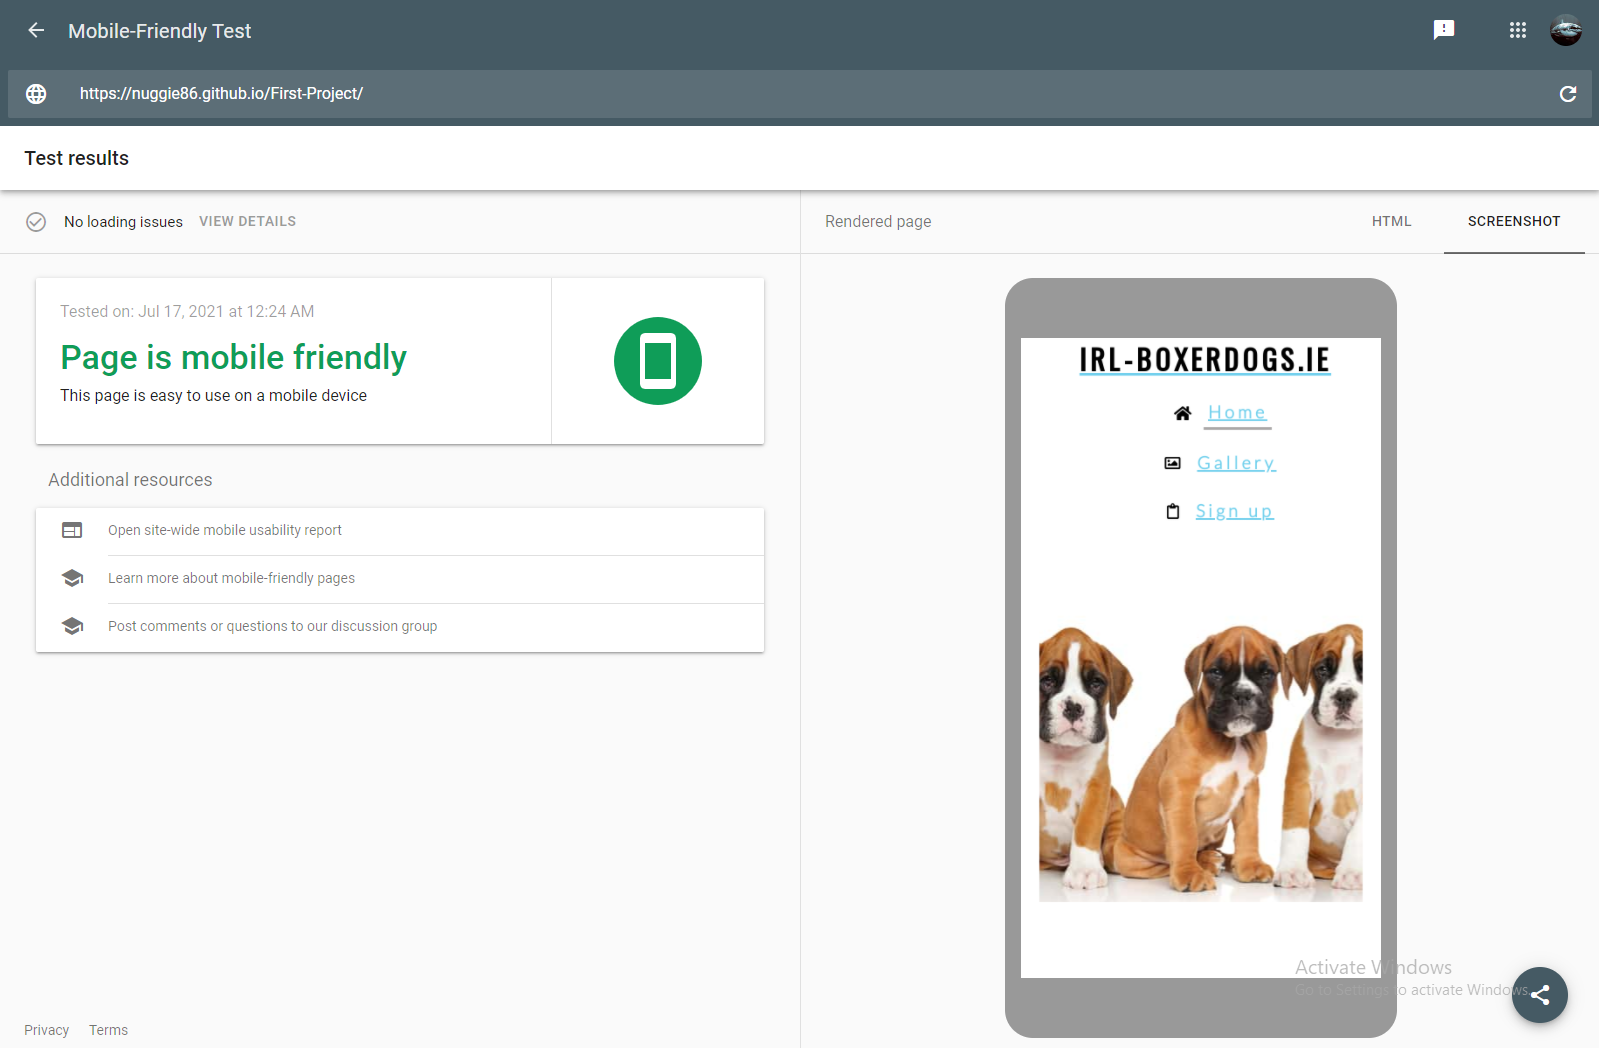 Mobile-Friendly Test
https://nuggie86.github.io/First-Project/
Test results
No loading issues VIEW DETAILS
Tested on: Jul 17, 2021 at 12:24 AM
Page is mobile friendly
This page is easy to use on a mobile device
Additional resources
Open site-wide mobile usability report
Learn more about mobile-friendly pages
Post comments or questions to our discussion group
Privacy Terms
Rendered page HTML SCREENSHOT
IRL-BOXERDOGS.IE
Home
Gallery
Sign up
Activate Windows
Go to Settings to activate Windows.